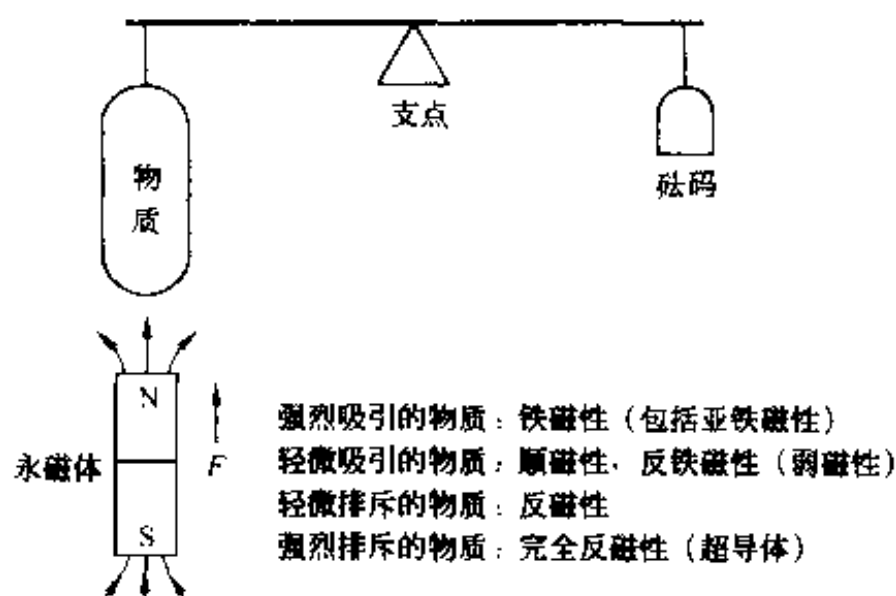 支点
砝码
物
质
N
永磁体
F
S
强烈吸引的物质：铁磁性（包括亚铁磁性）
轻微吸引的物质：顺磁性、反铁磁性（弱磁性）
轻微排斥的物质：反磁性
强烈排斥的物质：完全反磁性（超导体）